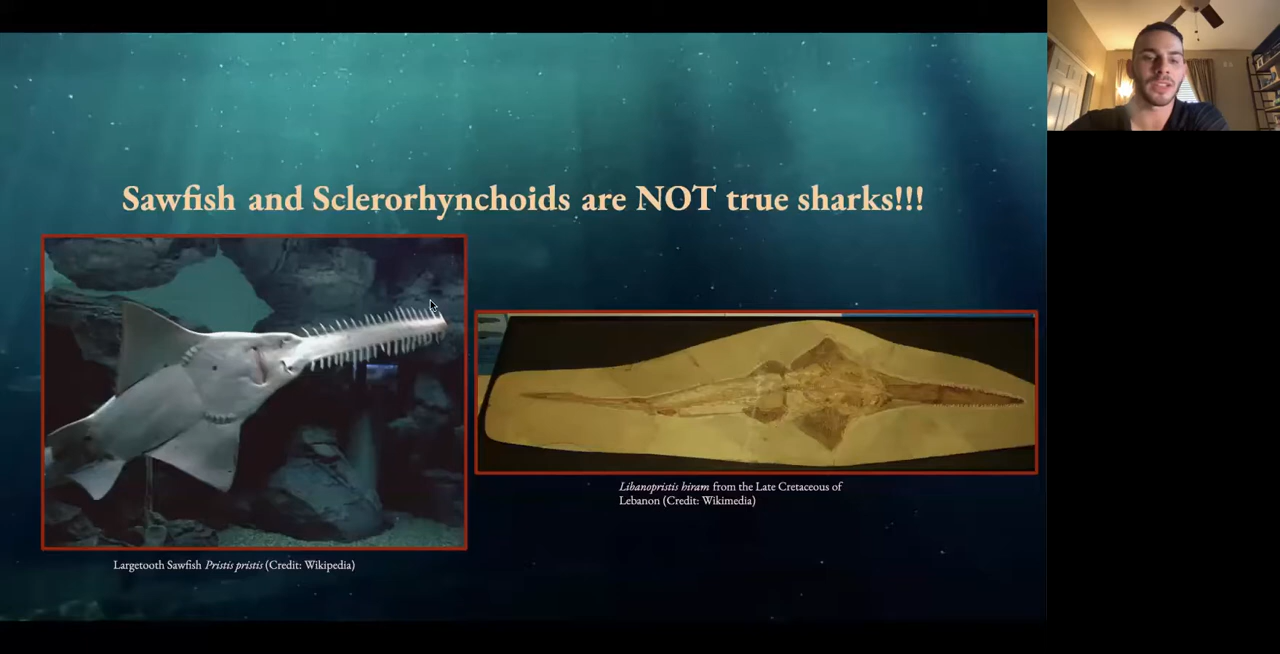 Sawfish and Sclerorhynchoids are NOT true sharks!!!
Libanopristis hiram from the Late Cretaceous of
Lebanon (Credit: Wikimedia)
Largetooth Sawfish Pristis pristis (Credit: Wikipedia)